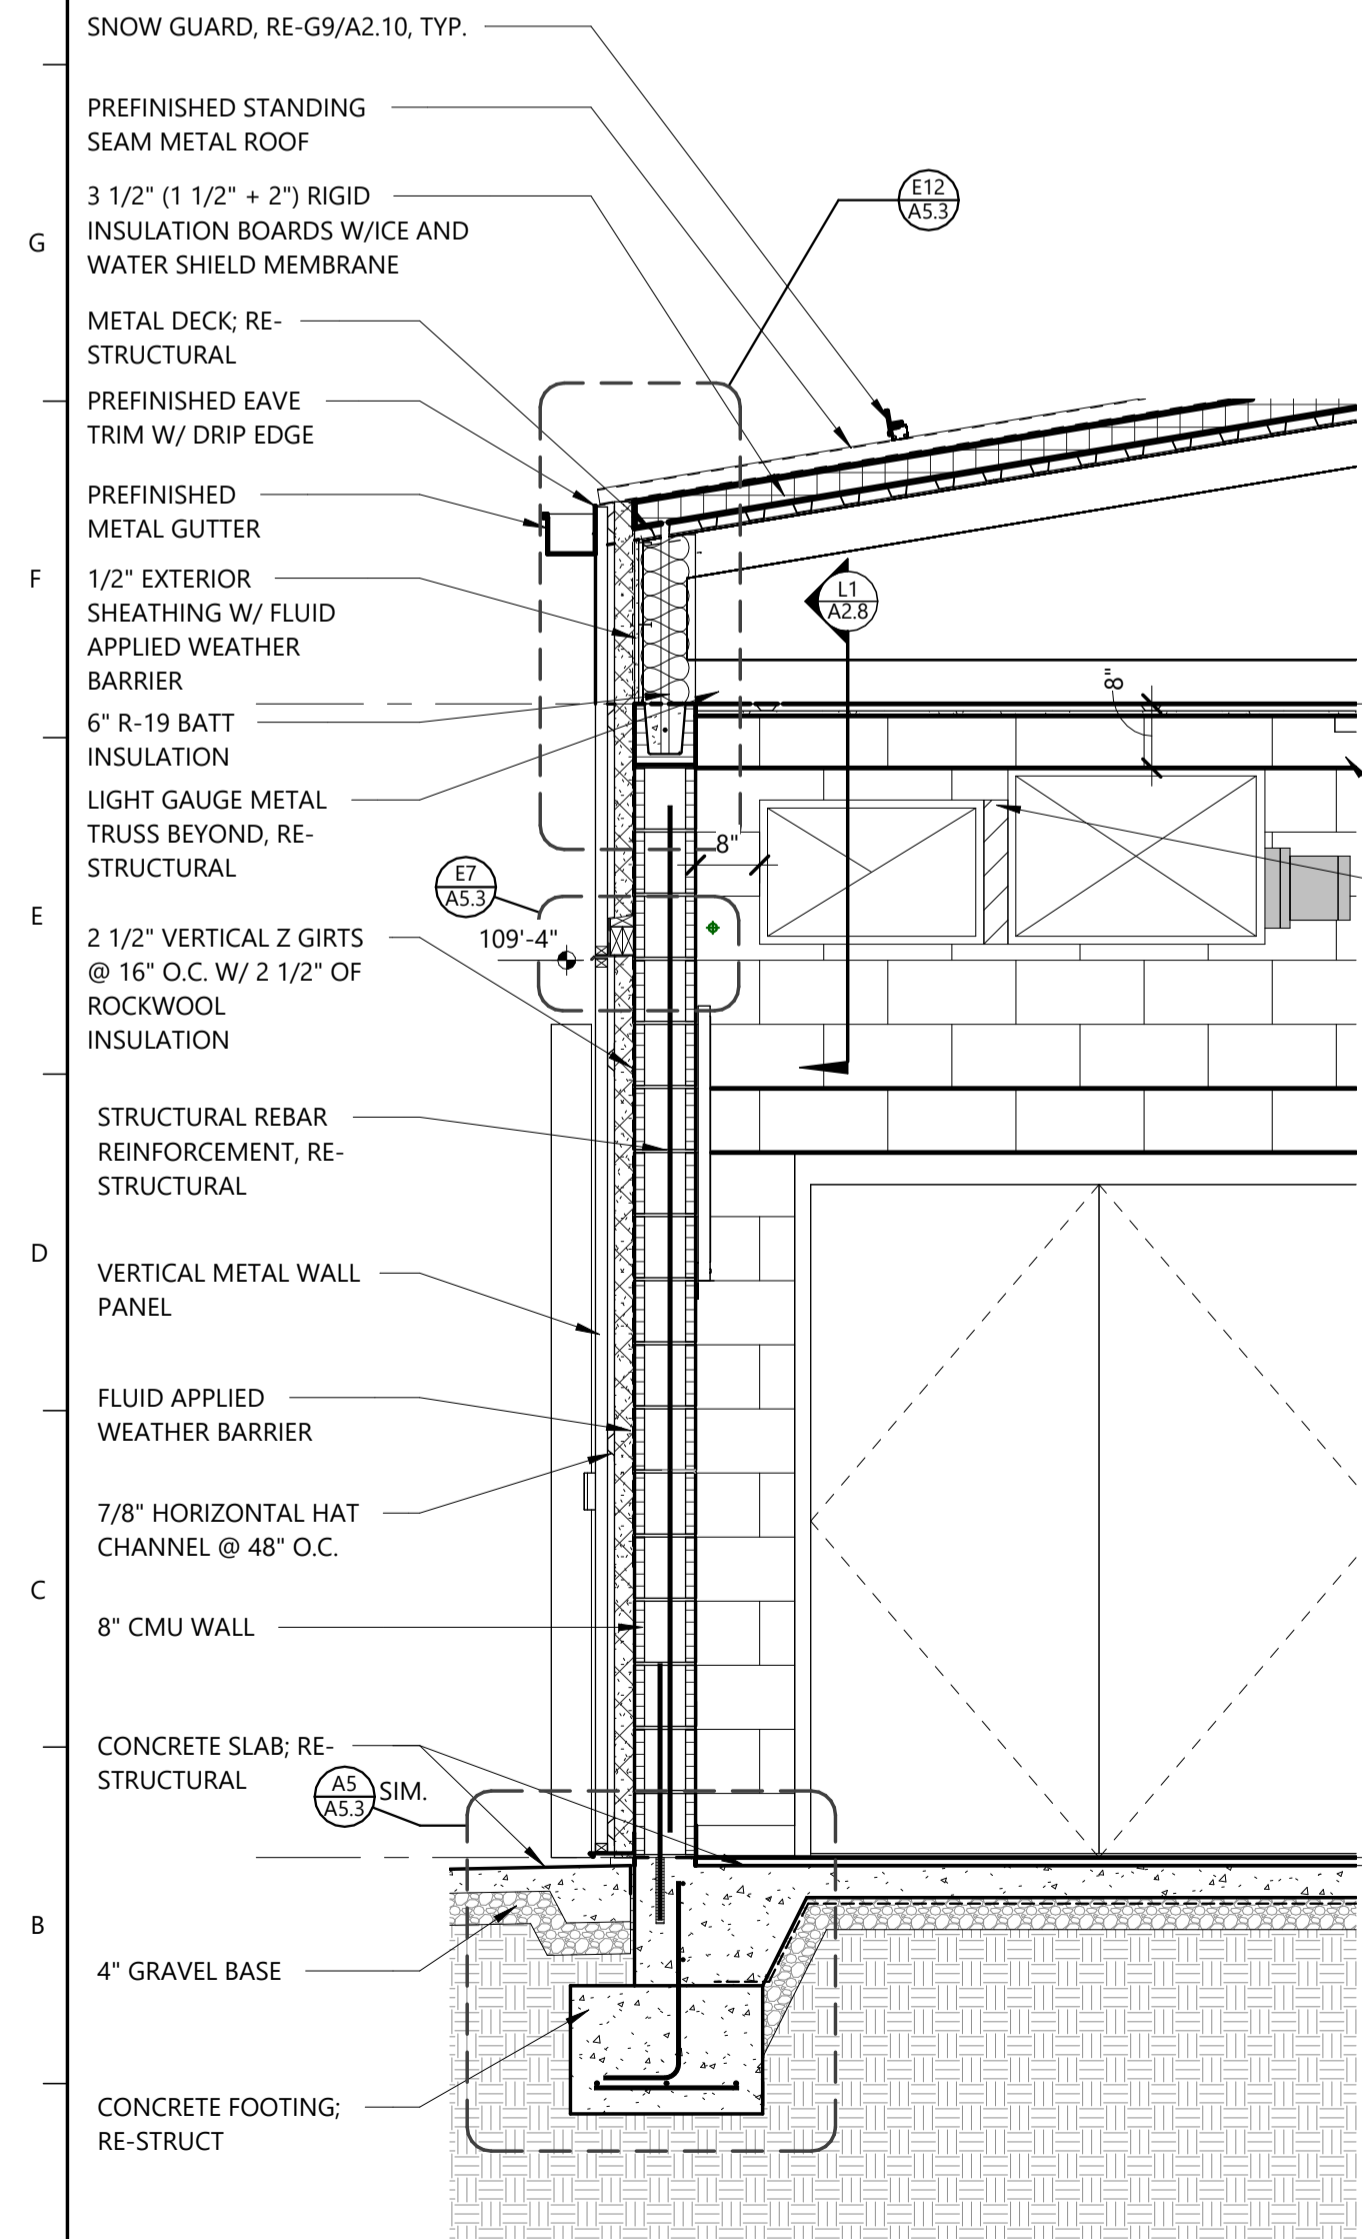 SNOW GUARD, RE-G9/A2.10, TYP.
PREFINISHED STANDING
SEAM METAL ROOF
3 1/2" (1 1/2" + 2") RIGID
INSULATION BOARDS W/ICE AND
WATER SHIELD MEMBRANE
E12
A5.3
G
METAL DECK; RE-
STRUCTURAL
PREFINISHED EAVE
TRIM W/ DRIP EDGE
PREFINISHED
METAL GUTTER
F
1/2" EXTERIOR
SHEATHING W/ FLUID
APPLIED WEATHER
BARRIER
L1
A2.8
8"
6" R-19 BATT
INSULATION
LIGHT GAUGE METAL
TRUSS BEYOND, RE-
STRUCTURAL
8"
E7
A5.3
E
109'-4"
2 1/2" VERTICAL Z GIRTS
@ 16" O.C. W/ 2 1/2" OF
ROCKWOOL
INSULATION
STRUCTURAL REBAR
REINFORCEMENT, RE-
STRUCTURAL
D
VERTICAL METAL WALL
PANEL
FLUID APPLIED
WEATHER BARRIER
7/8" HORIZONTAL HAT
CHANNEL @ 48" O.C.
C
8" CMU WALL
CONCRETE SLAB; RE-
STRUCTURAL
A5
A5.3
SIM.
B
4" GRAVEL BASE
CONCRETE FOOTING;
RE-STRUCT